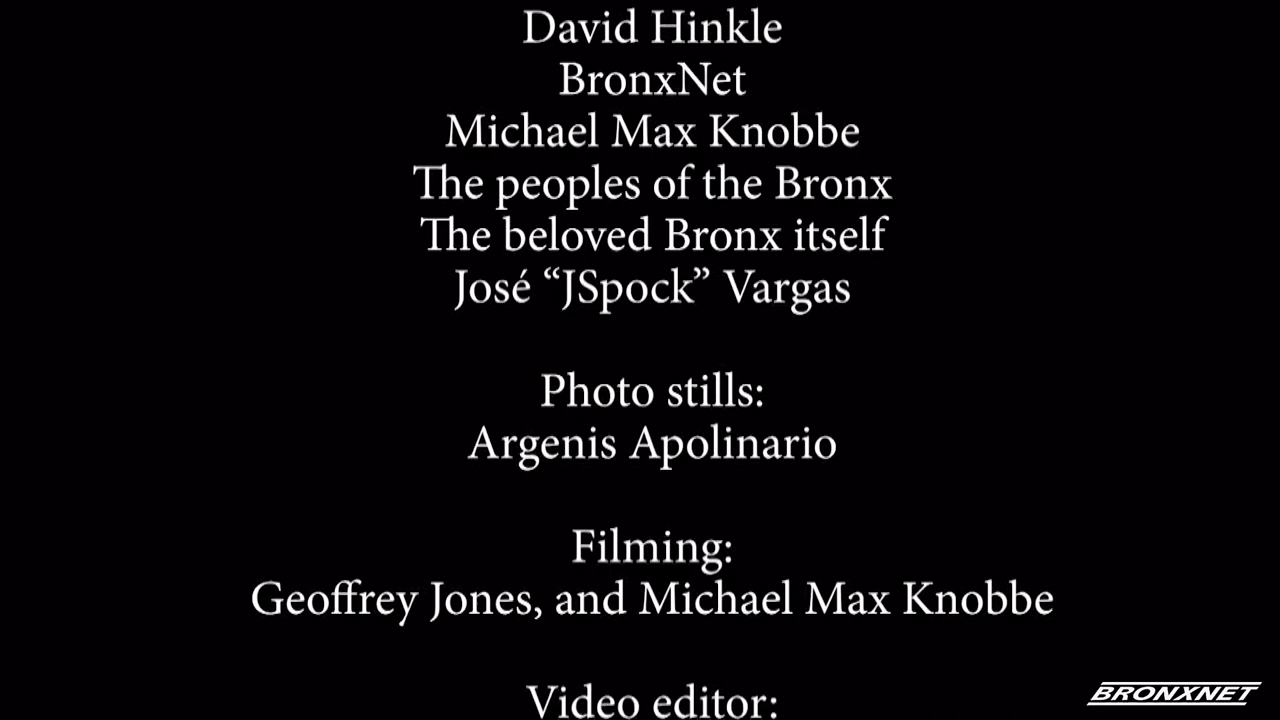 David Hinkle
BronxNet
Michael Max Knobbe
The peoples of the Bronx
The beloved Bronx itself
José “JSpock” Vargas
Photo stills:
Argenis Apolinario
Filming:
Geoffrey Jones, and Michael Max Knobbe
Video editor:
BRONXNET